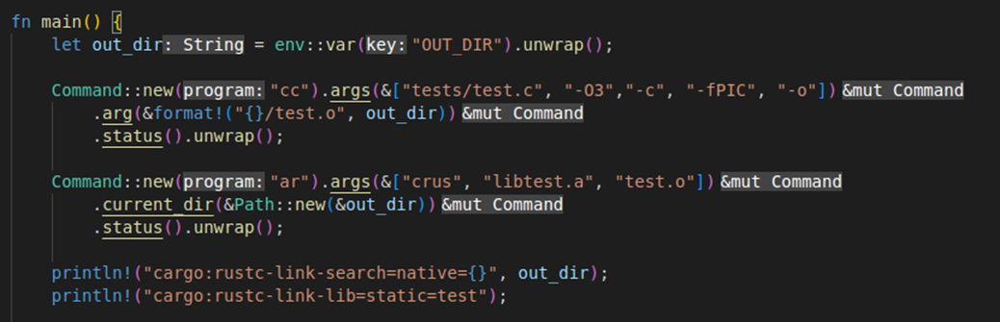 fn main() {
let out_dir: String = env::var(key: "OUT_DIR").unwrap();
Command::new(program: "cc").args(&["tests/test.c", "-O3","-c", "-fPIC", "-o"]) &mut Command
.arg(&format!("{}/test.o", out_dir)) &mut Command
.status().unwrap();
Command::new(program: "ar").args(&["crus", "libtest.a", "test.o"]) &mut Command
.current_dir(&Path::new(&out_dir)) &mut Command
.status().unwrap();
println!("cargo:rustc-link-search=native={}", out_dir);
println!("cargo:rustc-link-lib=static=test");